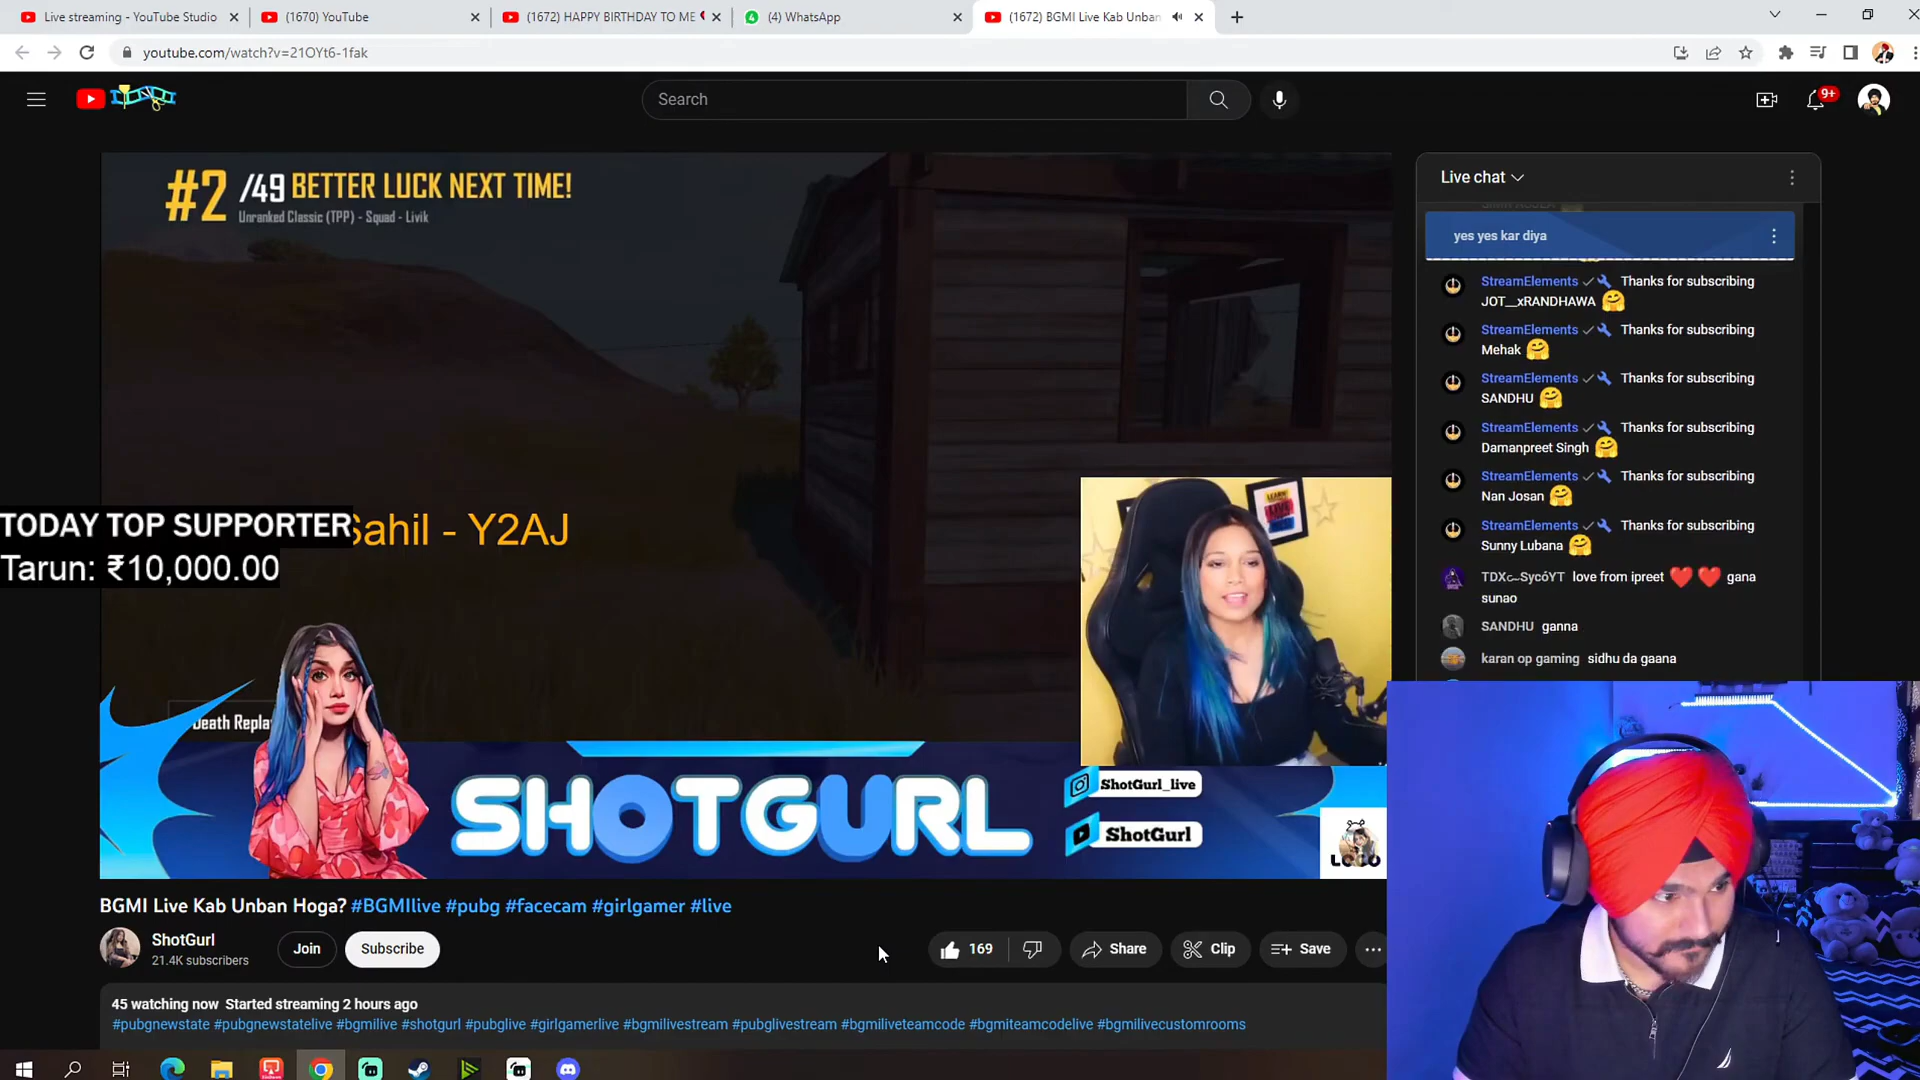 Live streaming - YouTube Studio
(1670) YouTube
(1672) HAPPY BIRTHDAY TO ME
(4) WhatsApp
(1672) BGMI Live Kab Unban
youtube.com/watch?v=21OYt6-1fak
Search
9+
#2 /49 BETTER LUCK NEXT TIME!
Unranked Classic (TPP) - Squad - Livik
Live chat
yes yes kar diya
StreamElements Thanks for subscribing
JOT__xRANDHAWA 🤗
StreamElements Thanks for subscribing
Mehak 🤗
StreamElements Thanks for subscribing
SANDHU 🤗
StreamElements Thanks for subscribing
Damanpreet Singh 🤗
StreamElements Thanks for subscribing
Nan Josan 🤗
StreamElements Thanks for subscribing
Sunny Lubana 🤗
love from ipreet ❤️ ❤️ gana
sunao
SANDHU ganna
karan op gaming sidhu da gaana
TODAY TOP SUPPORTER
Sahil - Y2AJ
Tarun: ₹10,000.00
LEARN
LIVE
Death Replay
SHOTGURL
ShotGurl_live
ShotGurl
LOCO
BGMI Live Kab Unban Hoga? #BGMIlive #pubg #facecam #girlgamer #live
ShotGurl
21.4K subscribers
Join
Subscribe
169
Share
Clip
Save
45 watching now Started streaming 2 hours ago
#pubgnewstate #pubgnewstatelive #bgmilive #shotgurl #pubglive #girlgamerlive #bgmilivestream #pubglivestream #bgmiliveteamcode #bgmiteamcodelive #bgmilivecustomrooms